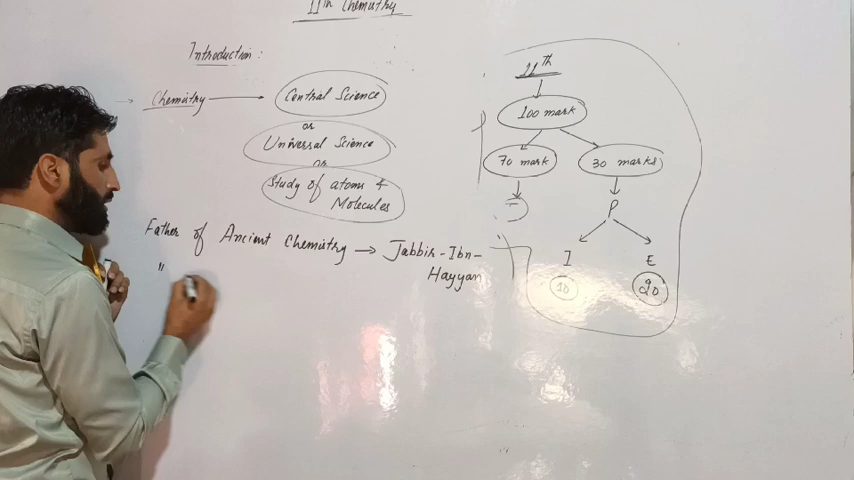 11th Chemistry
Introduction:
Chemistry → Central Science
or
Universal Science
or
Study of atoms &
Molecules
Father of Ancient Chemistry → Jabbir-Ibn-
Hayyan
"
11th
100 mark
70 mark
30 marks
P
I
E
10
20